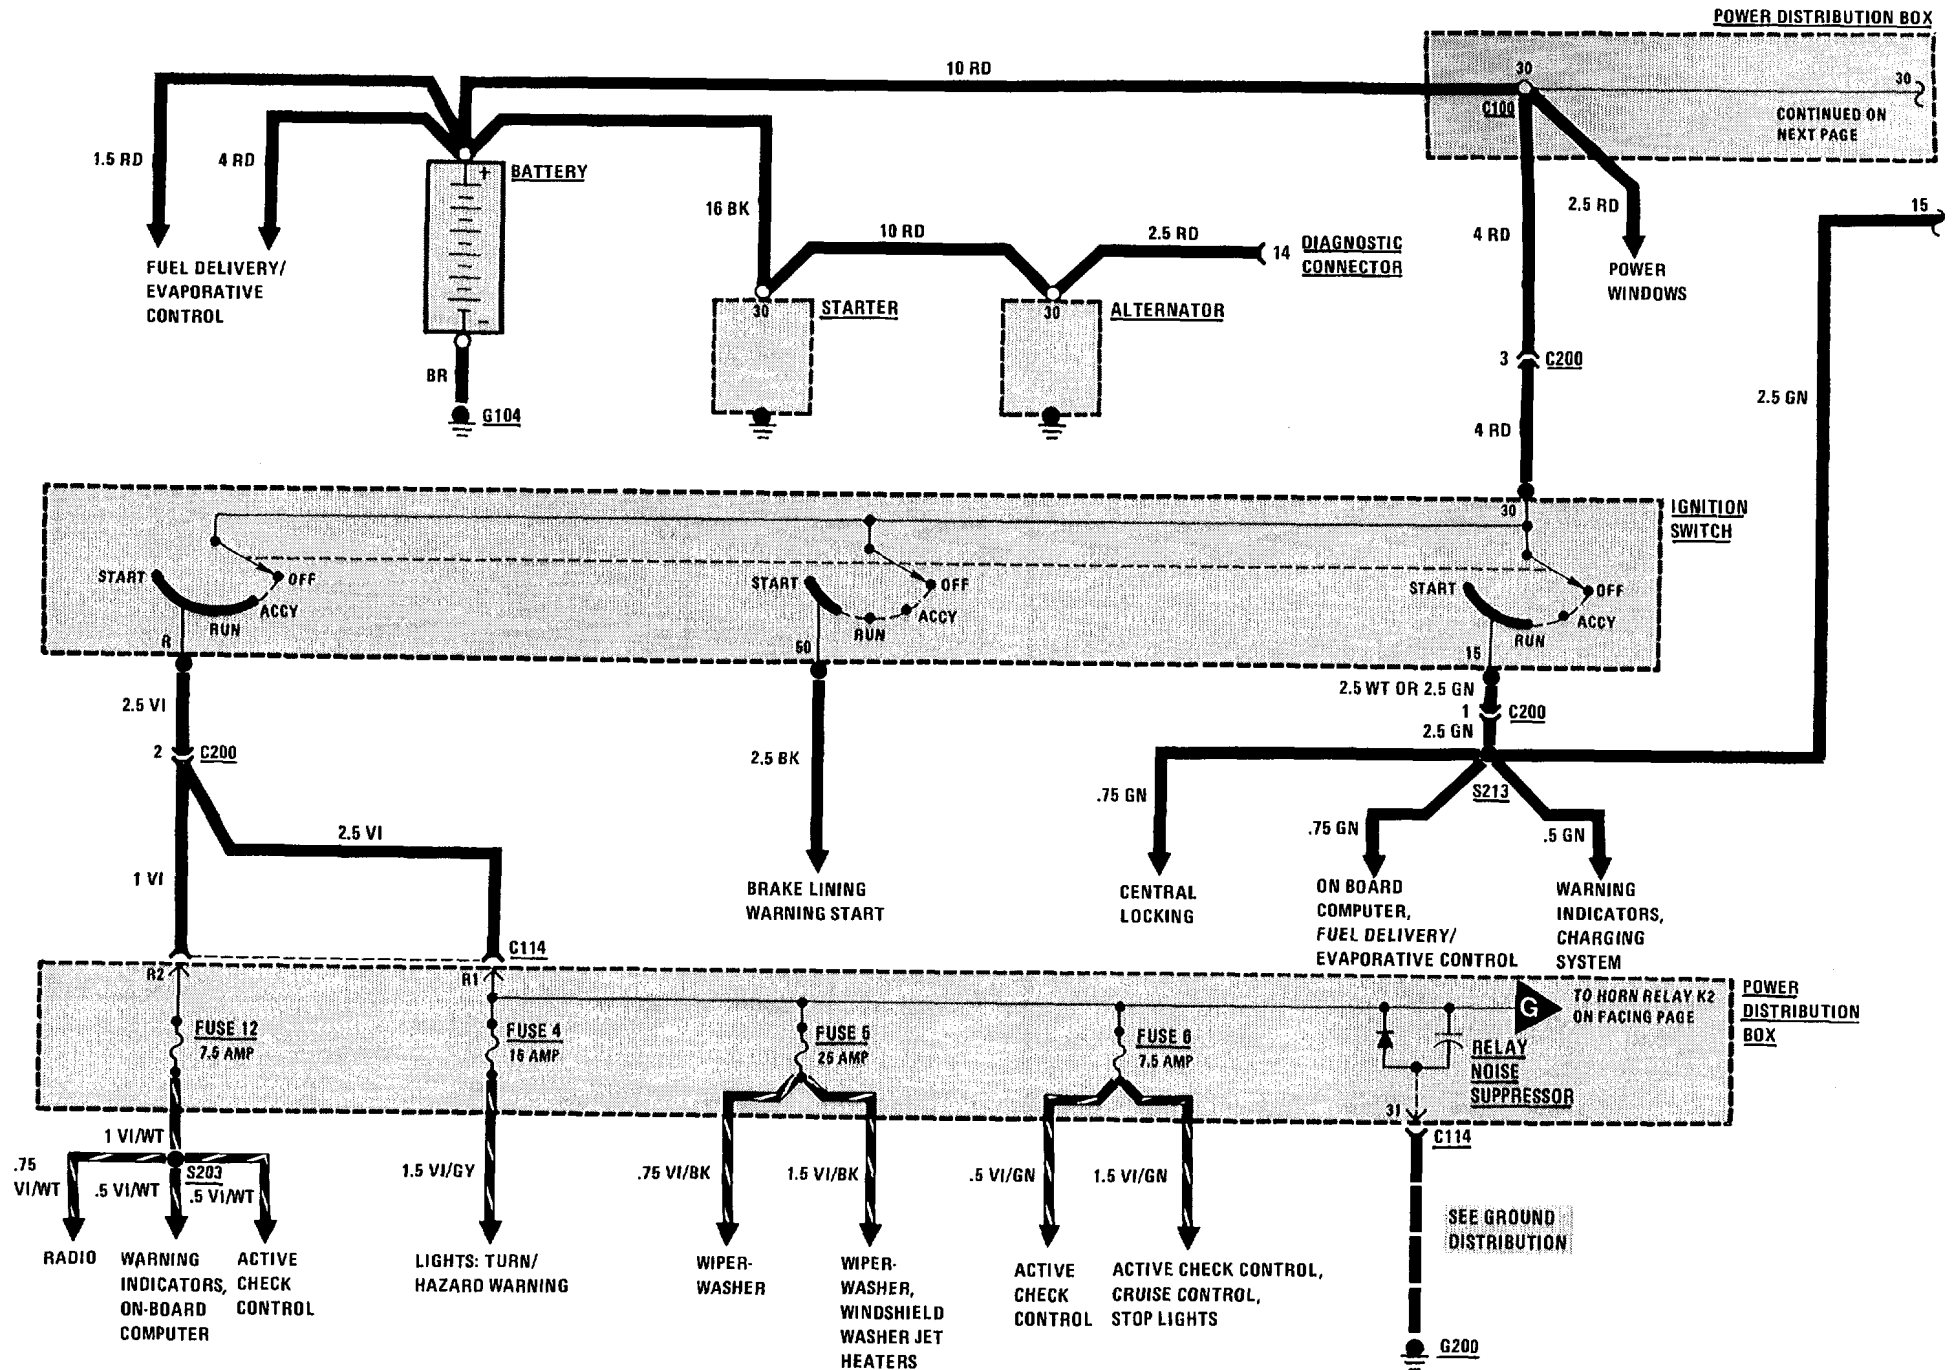 POWER DISTRIBUTION BOX
10 RD
30
30
C100
CONTINUED ON
NEXT PAGE
1.5 RD
4 RD
+
BATTERY
-
16 BK
10 RD
2.5 RD
14
DIAGNOSTIC
CONNECTOR
4 RD
2.5 RD
15
FUEL DELIVERY/
EVAPORATIVE
CONTROL
POWER
WINDOWS
30
STARTER
30
ALTERNATOR
3
C200
BR
G104
2.5 GN
4 RD
30
IGNITION
SWITCH
START
OFF
ACCY
RUN
R
START
OFF
ACCY
RUN
50
START
OFF
ACCY
RUN
15
2.5 VI
2.5 WT OR 2.5 GN
1
C200
2.5 GN
2
C200
2.5 BK
.75 GN
S213
.75 GN
.5 GN
2.5 VI
1 VI
BRAKE LINING
WARNING START
CENTRAL
LOCKING
ON BOARD
COMPUTER,
FUEL DELIVERY/
EVAPORATIVE CONTROL
WARNING
INDICATORS,
CHARGING
SYSTEM
C114
R2
R1
G
TO HORN RELAY K2
ON FACING PAGE
POWER
DISTRIBUTION
BOX
FUSE 12
7.5 AMP
FUSE 4
15 AMP
FUSE 5
25 AMP
FUSE 6
7.5 AMP
RELAY
NOISE
SUPPRESSOR
31
C114
1 VI/WT
S203
.75
VI/WT
.5 VI/WT
.5 VI/WT
1.5 VI/GY
.75 VI/BK
1.5 VI/BK
.5 VI/GN
1.5 VI/GN
SEE GROUND
DISTRIBUTION
RADIO
WARNING
INDICATORS,
ON-BOARD
COMPUTER
ACTIVE
CHECK
CONTROL
LIGHTS: TURN/
HAZARD WARNING
WIPER-
WASHER
WIPER-
WASHER,
WINDSHIELD
WASHER JET
HEATERS
ACTIVE
CHECK
CONTROL
ACTIVE CHECK CONTROL,
CRUISE CONTROL,
STOP LIGHTS
G200